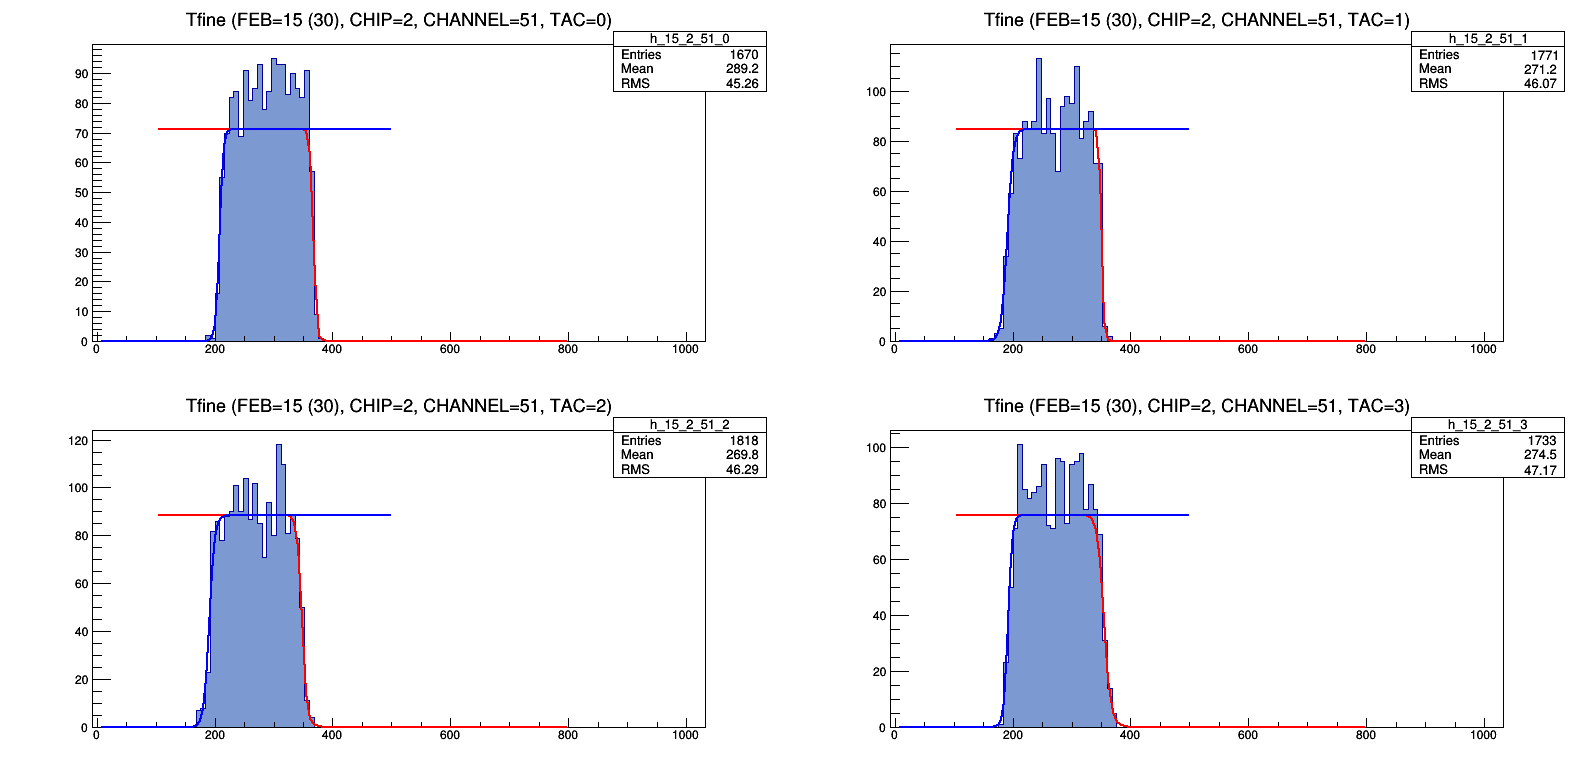 Tfine (FEB=15 (30), CHIP=2, CHANNEL=51, TAC=0)
h_15_2_51_0
Entries 1670
Mean 289.2
RMS 45.26
90
80
70
60
50
40
30
20
10
0
0 200 400 600 800 1000
Tfine (FEB=15 (30), CHIP=2, CHANNEL=51, TAC=1)
h_15_2_51_1
Entries 1771
Mean 271.2
RMS 46.07
100
80
60
40
20
0
0 200 400 600 800 1000
Tfine (FEB=15 (30), CHIP=2, CHANNEL=51, TAC=2)
h_15_2_51_2
Entries 1818
Mean 269.8
RMS 46.29
120
100
80
60
40
20
0
0 200 400 600 800 1000
Tfine (FEB=15 (30), CHIP=2, CHANNEL=51, TAC=3)
h_15_2_51_3
Entries 1733
Mean 274.5
RMS 47.17
100
80
60
40
20
0
0 200 400 600 800 1000